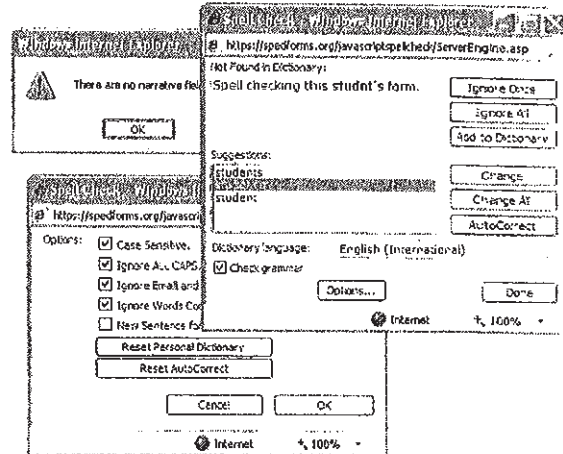 Windows Internet Explorer
There are no narrative fiel
OK
Spell Check - Windows Internet Explorer
https://spedforms.org/javascriptspellcheck/ServerEngine.asp
Not Found in Dictionary:
Spell checking this studnt's form.
Ignore Once
Ignore All
Add to Dictionary
Suggestions:
students
student
Change
Change All
AutoCorrect
Dictionary language: English (International)
Check grammar
Options...
Done
Internet 100%
Spell Check - Windows
https://spedforms.org/javascri
Options:
Case Sensitive.
Ignore ALL CAPS
Ignore Email and
Ignore Words Co
New Sentence fo
Reset Personal Dictionary
Reset AutoCorrect
Cancel
OK
Internet 100%